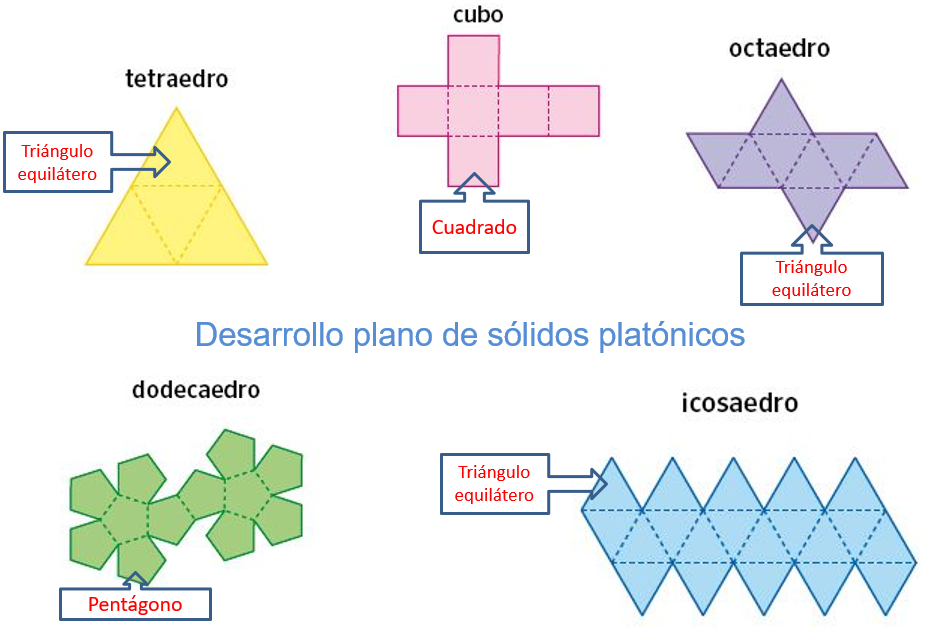 cubo
octaedro
tetraedro
Triángulo
equilátero
Cuadrado
Triángulo
equilátero
Desarrollo plano de sólidos platónicos
dodecaedro
icosaedro
Triángulo
equilátero
Pentágono